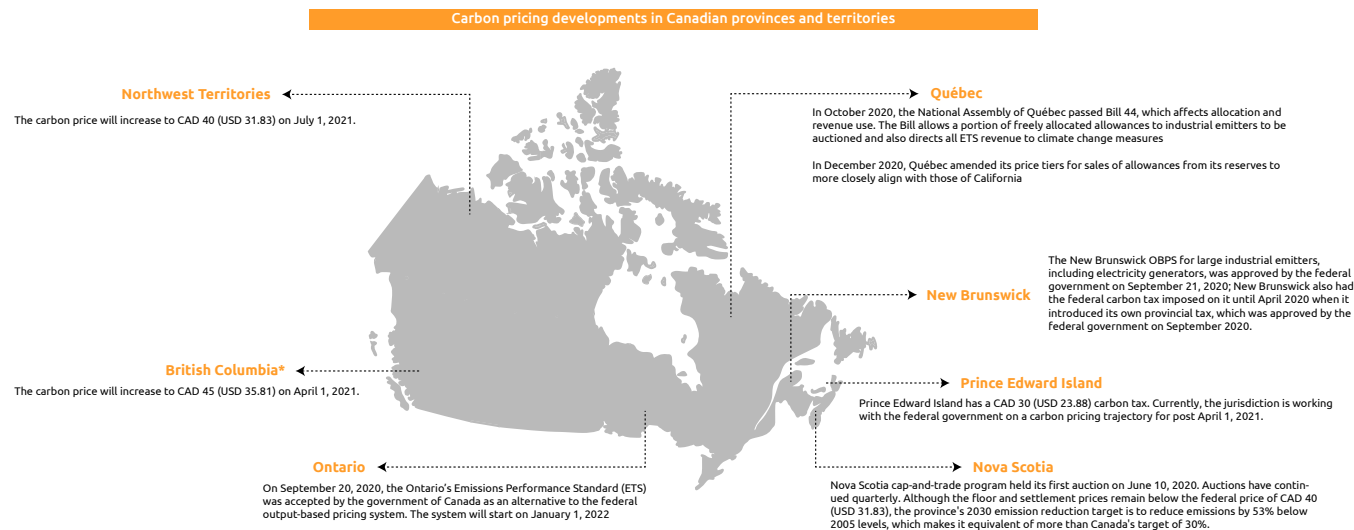 Carbon pricing developments in Canadian provinces and territories
Northwest Territories
The carbon price will increase to CAD 40 (USD 31.83) on July 1, 2021.
Québec
In October 2020, the National Assembly of Québec passed Bill 44, which affects allocation and
revenue use. The Bill allows a portion of freely allocated allowances to industrial emitters to be
auctioned and also directs all ETS revenue to climate change measures
In December 2020, Québec amended its price tiers for sales of allowances from its reserves to
more closely align with those of California
New Brunswick
The New Brunswick OBPS for large industrial emitters,
including electricity generators, was approved by the federal
government on September 21, 2020; New Brunswick also had
the federal carbon tax imposed on it until April 2020 when it
introduced its own provincial tax, which was approved by the
federal government on September 2020.
British Columbia*
The carbon price will increase to CAD 45 (USD 35.81) on April 1, 2021.
Prince Edward Island
Prince Edward Island has a CAD 30 (USD 23.88) carbon tax. Currently, the jurisdiction is working
with the federal government on a carbon pricing trajectory for post April 1, 2021.
Ontario
On September 20, 2020, the Ontario's Emissions Performance Standard (ETS)
was accepted by the government of Canada as an alternative to the federal
output-based pricing system. The system will start on January 1, 2022
Nova Scotia
Nova Scotia cap-and-trade program held its first auction on June 10, 2020. Auctions have contin-
ued quarterly. Although the floor and settlement prices remain below the federal price of CAD 40
(USD 31.83), the province's 2030 emission reduction target is to reduce emissions by 53% below
2005 levels, which makes it equivalent of more than Canada's target of 30%.